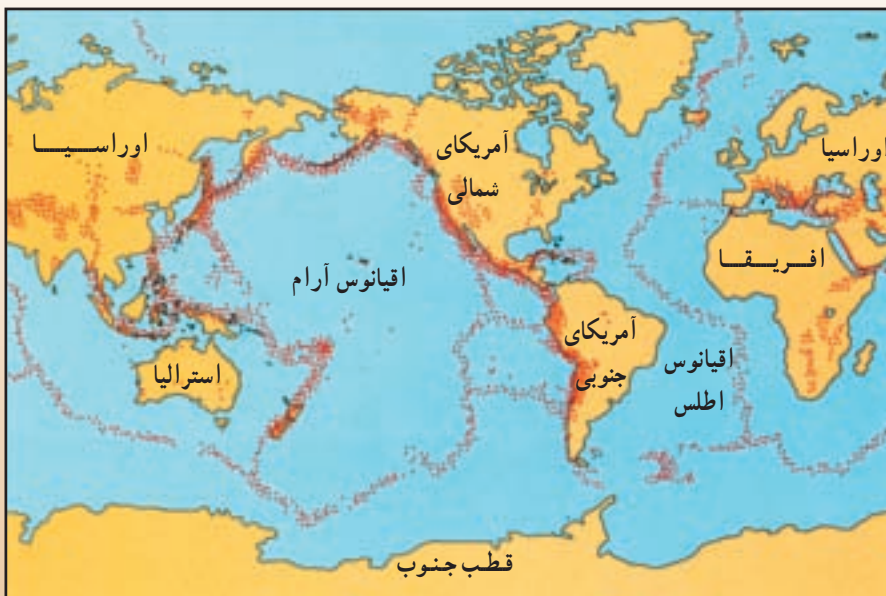 اوراسیا
آمریکای
شمالی
اوراسیا
افریقا
اقیانوس آرام
آمریکای
جنوبی
اقیانوس
اطلس
استرالیا
قطب جنوب